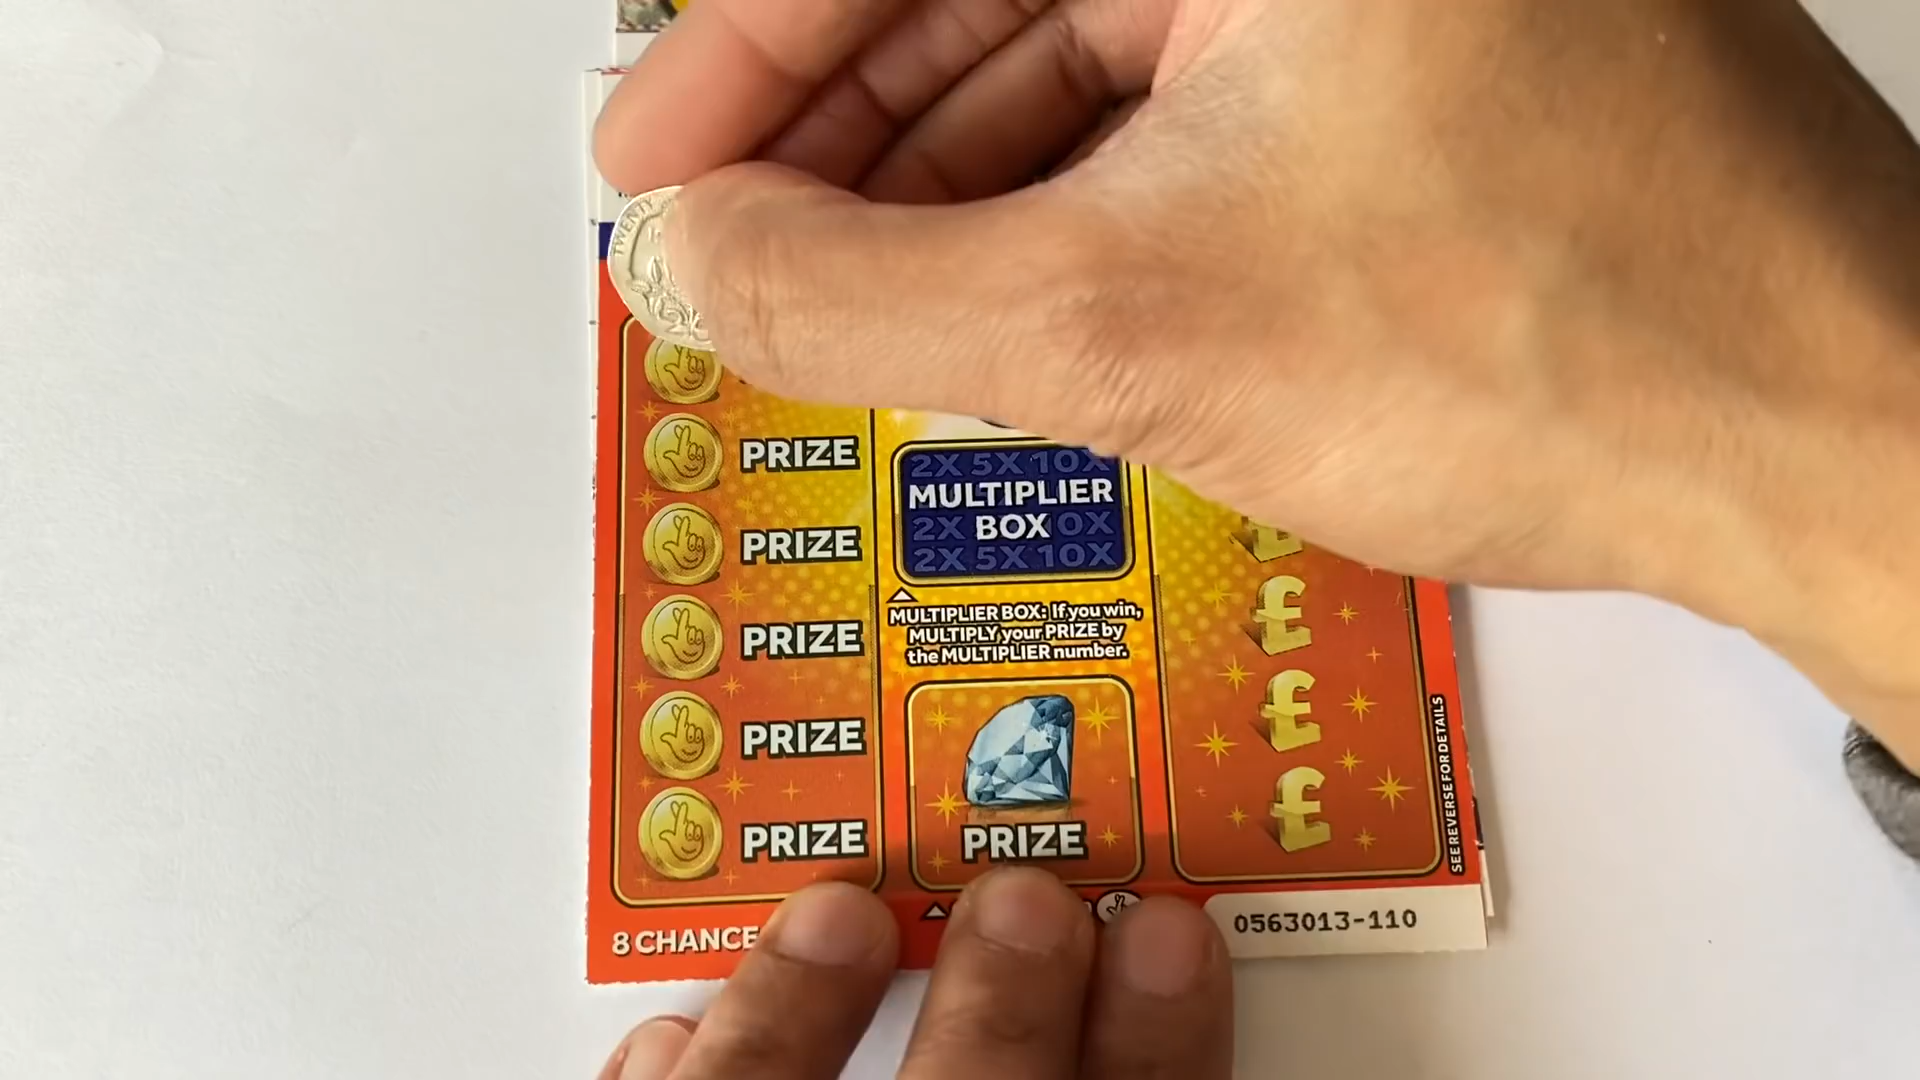 TWENTY
PRIZE
PRIZE
PRIZE
PRIZE
PRIZE
2X 5X 10X
MULTIPLIER
2X BOX 0X
2X 5X 10X
MULTIPLIER BOX: If you win,
MULTIPLY your PRIZE by
the MULTIPLIER number.
PRIZE
£
£
£
£
SEE REVERSE FOR DETAILS
8 CHANCE
0563013-110